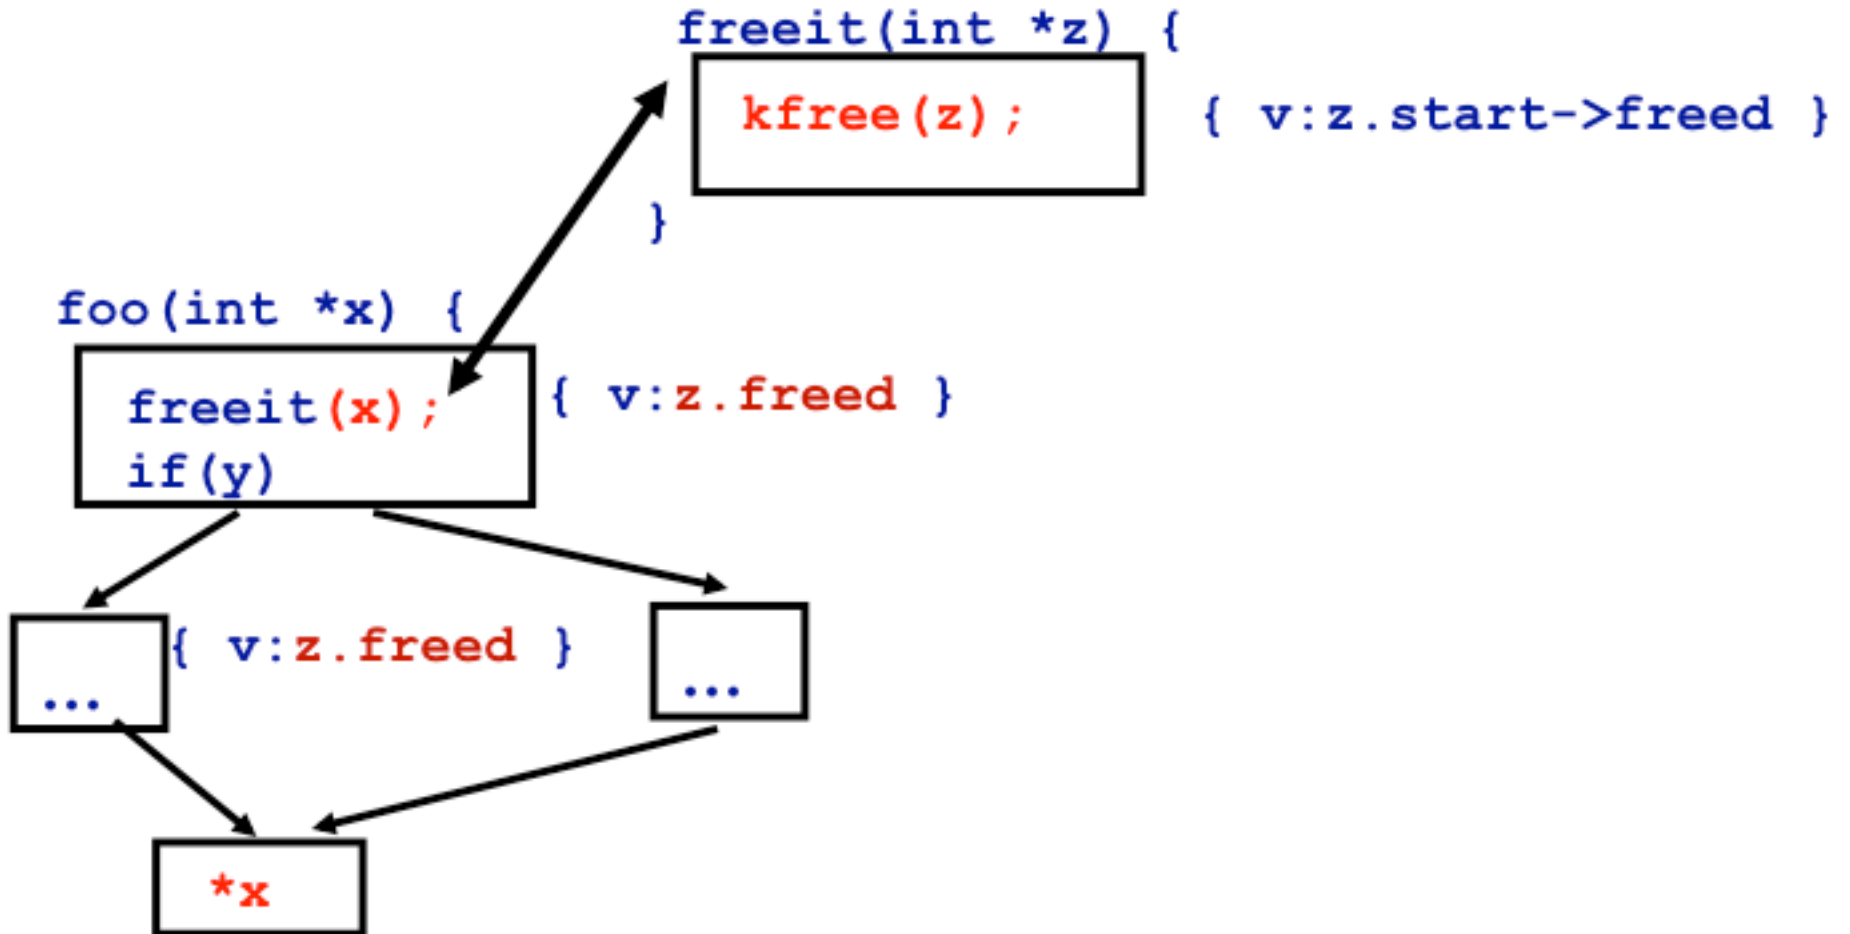 freeit(int *z) {
kfree(z);
{ v:z.start->freed }
}
foo(int *x) {
freeit(x);
{ v:z.freed }
if(y)
{ v:z.freed }
...
...
*x